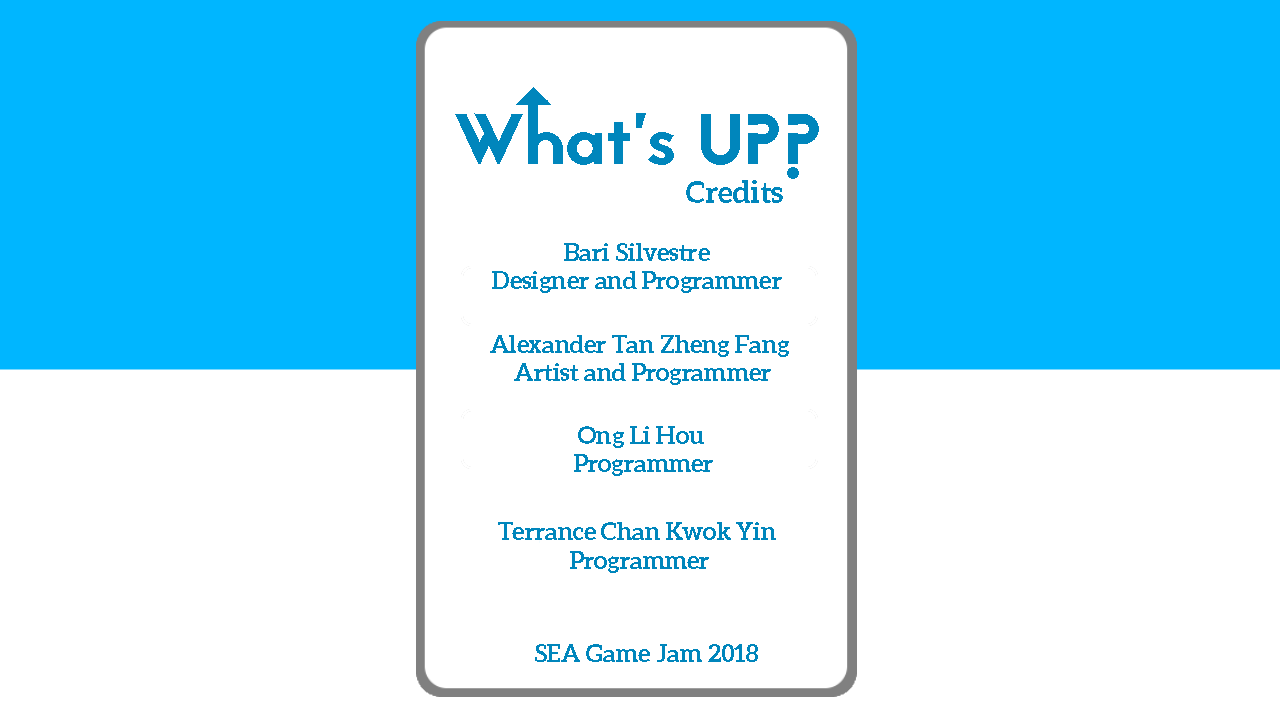 What's UP?
Credits
Bari Silvestre
Designer and Programmer
Alexander Tan Zheng Fang
Artist and Programmer
Ong Li Hou
Programmer
Terrance Chan Kwok Yin
Programmer
SEA Game Jam 2018